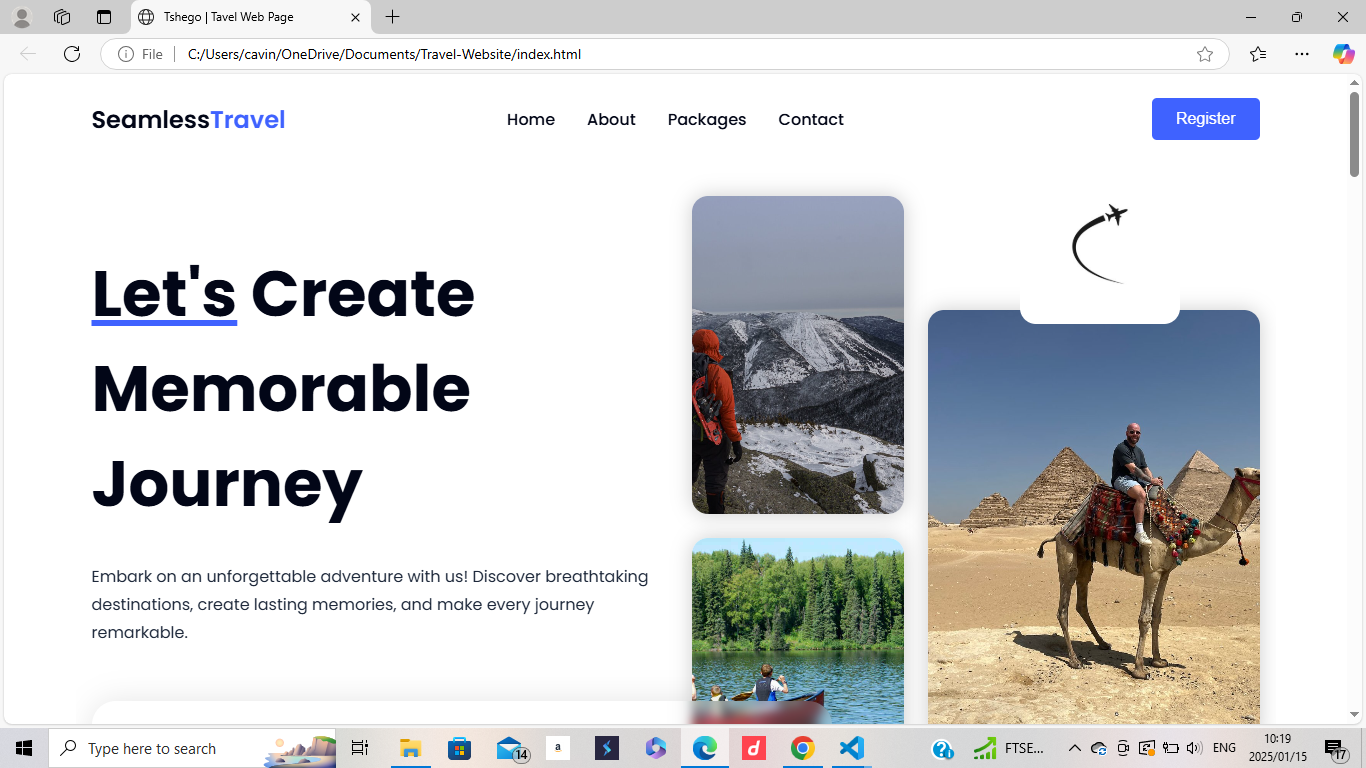 Tshego | Tavel Web Page
File
C:/Users/cavin/OneDrive/Documents/Travel-Website/index.html
SeamlessTravel
Home
About
Packages
Contact
Register
Let's Create
Memorable
Journey
Embark on an unforgettable adventure with us! Discover breathtaking
destinations, create lasting memories, and make every journey
remarkable.
Type here to search
14
a
d
FTSE...
ENG
10:19
2025/01/15
17